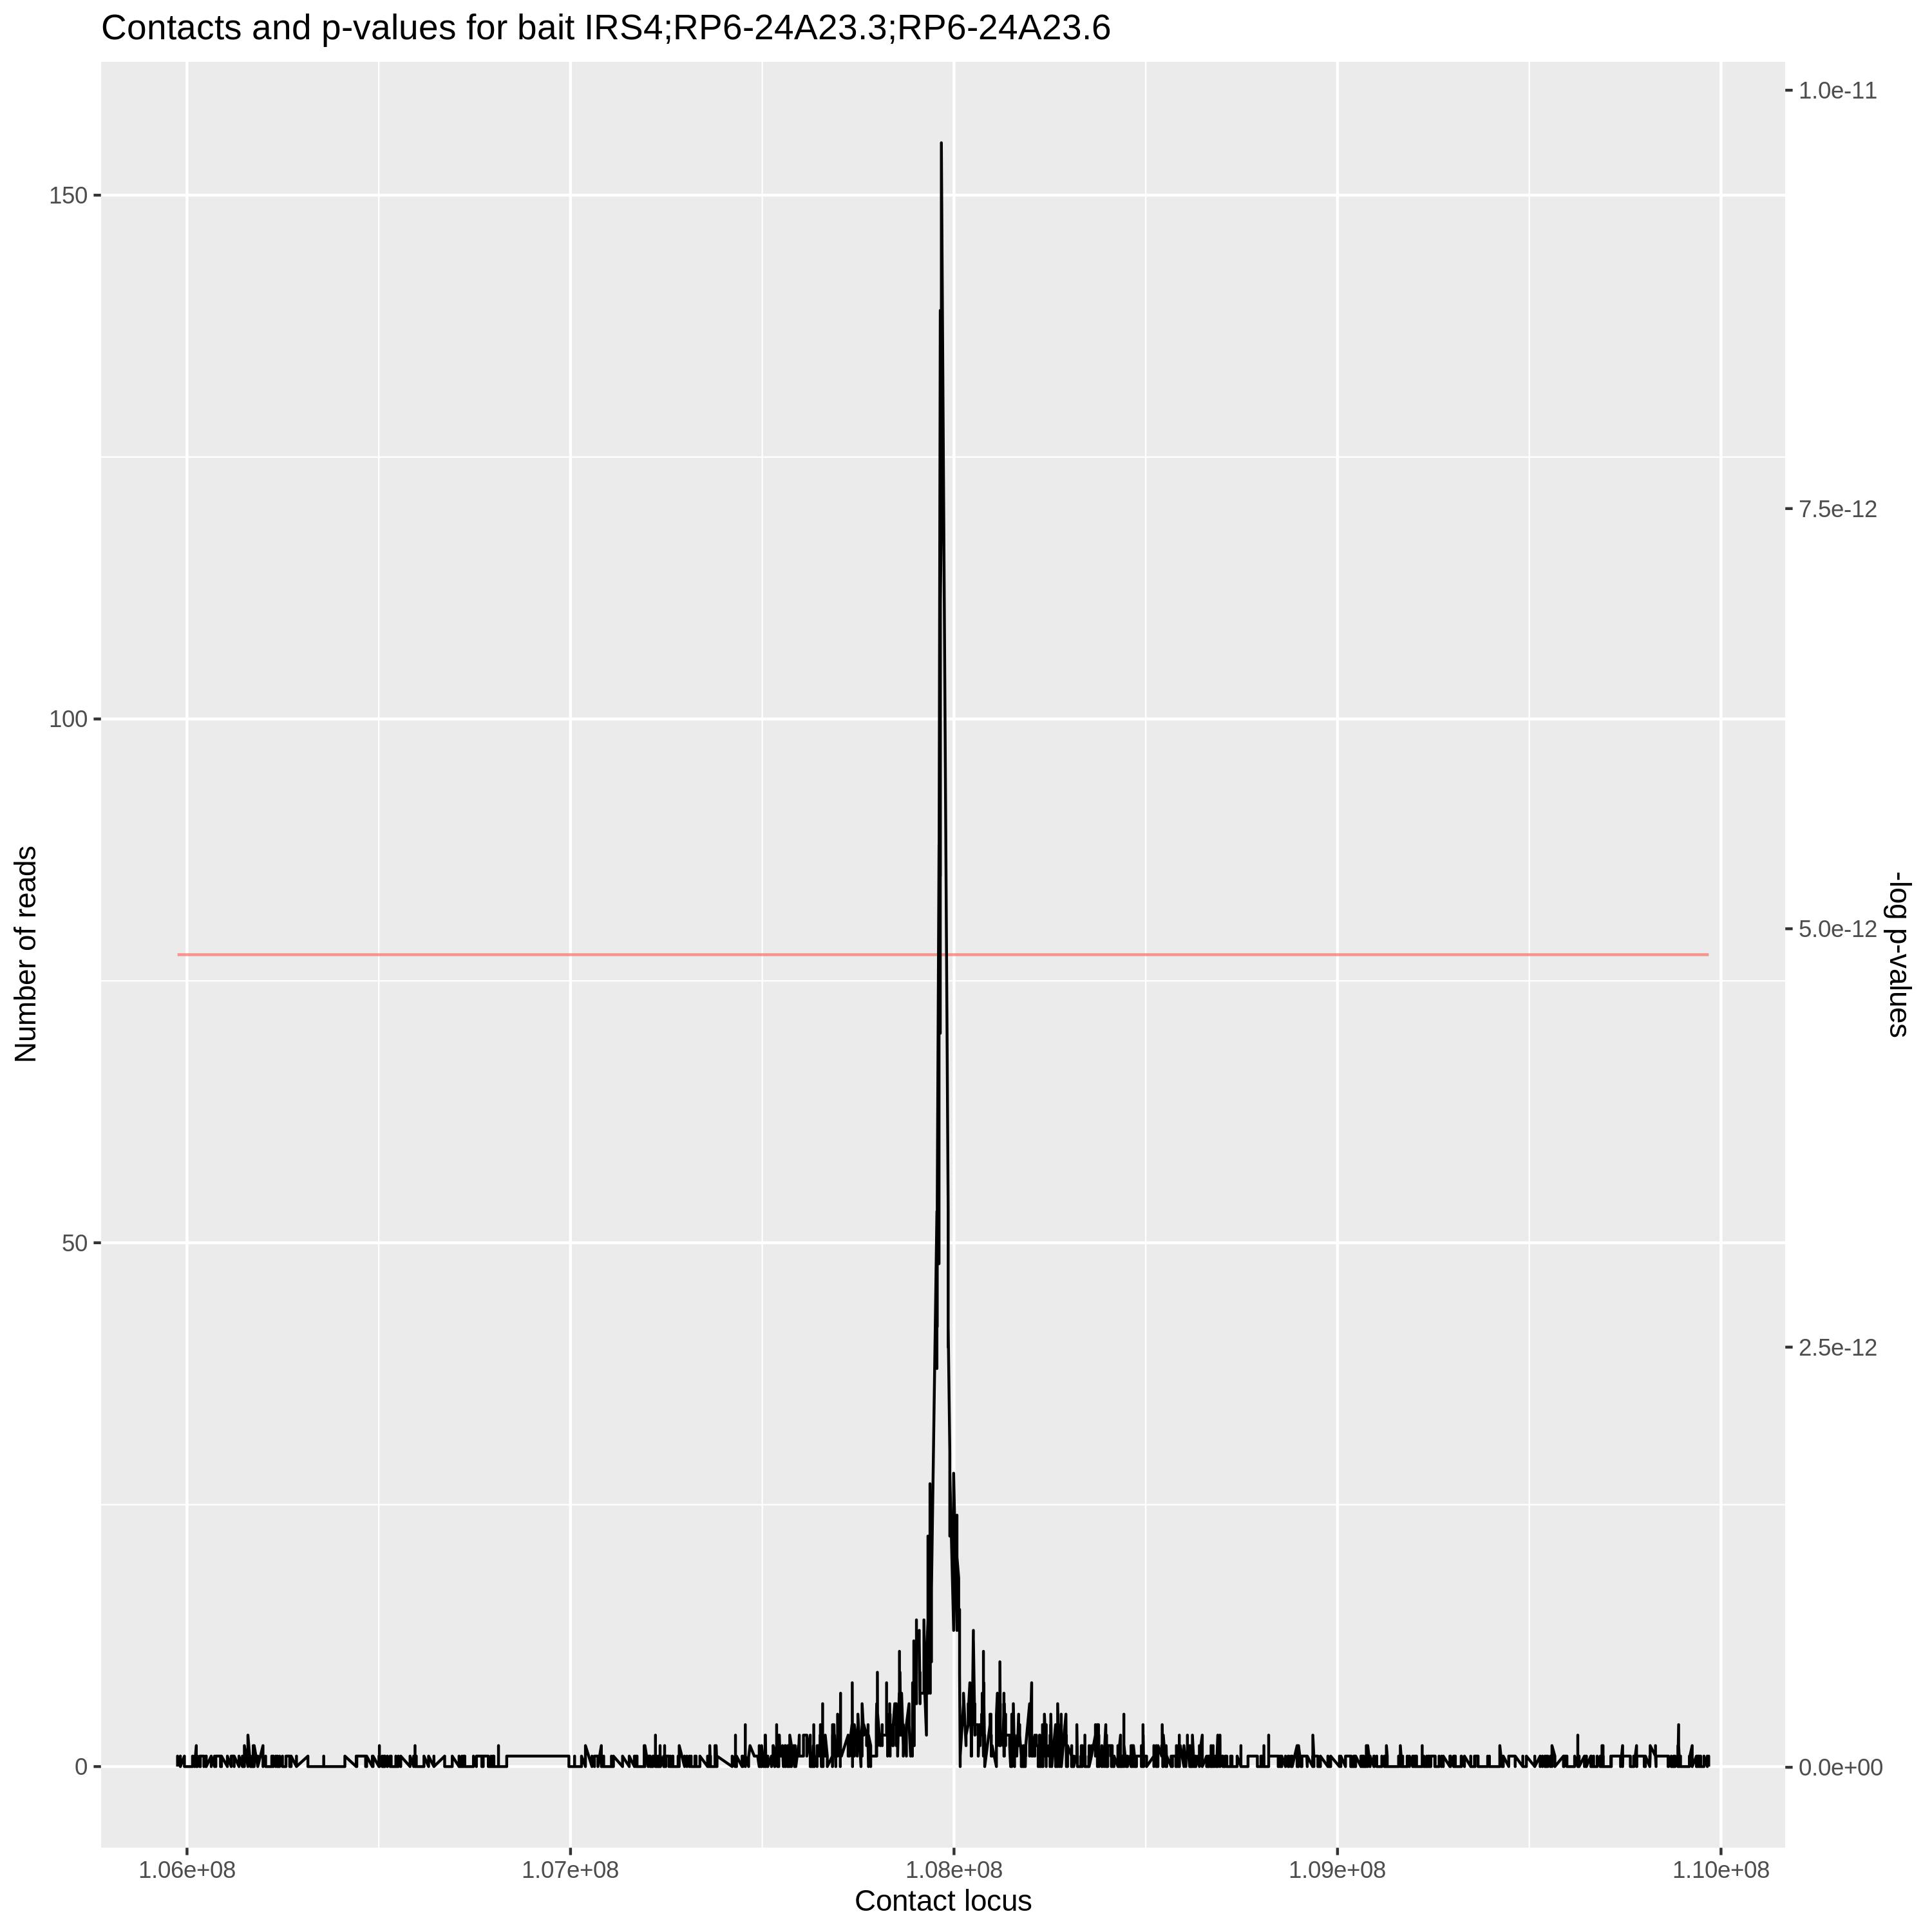 Contacts and p-values for bait IRS4;RP6-24A23.3;RP6-24A23.6
150
100
50
0
Number of reads
1.0e-11
7.5e-12
5.0e-12
2.5e-12
0.0e+00
-log p-values
1.06e+08
1.07e+08
1.08e+08
1.09e+08
1.10e+08
Contact locus